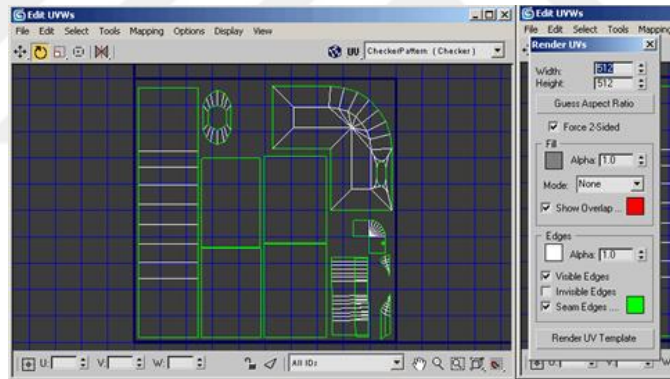 Edit UVWs
File Edit Select Tools Mapping Options Display View
UV CheckerPattern ( Checker )
U: V: W: All IDs
Edit UVWs
File Edit Select Tools Mapping
Render UVs
Width: 512
Height: 512
Guess Aspect Ratio
Force 2-Sided
Fill
Alpha: 1.0
Mode: None
Show Overlap ...
Edges
Alpha: 1.0
Visible Edges
Invisible Edges
Seam Edges ...
Render UV Template